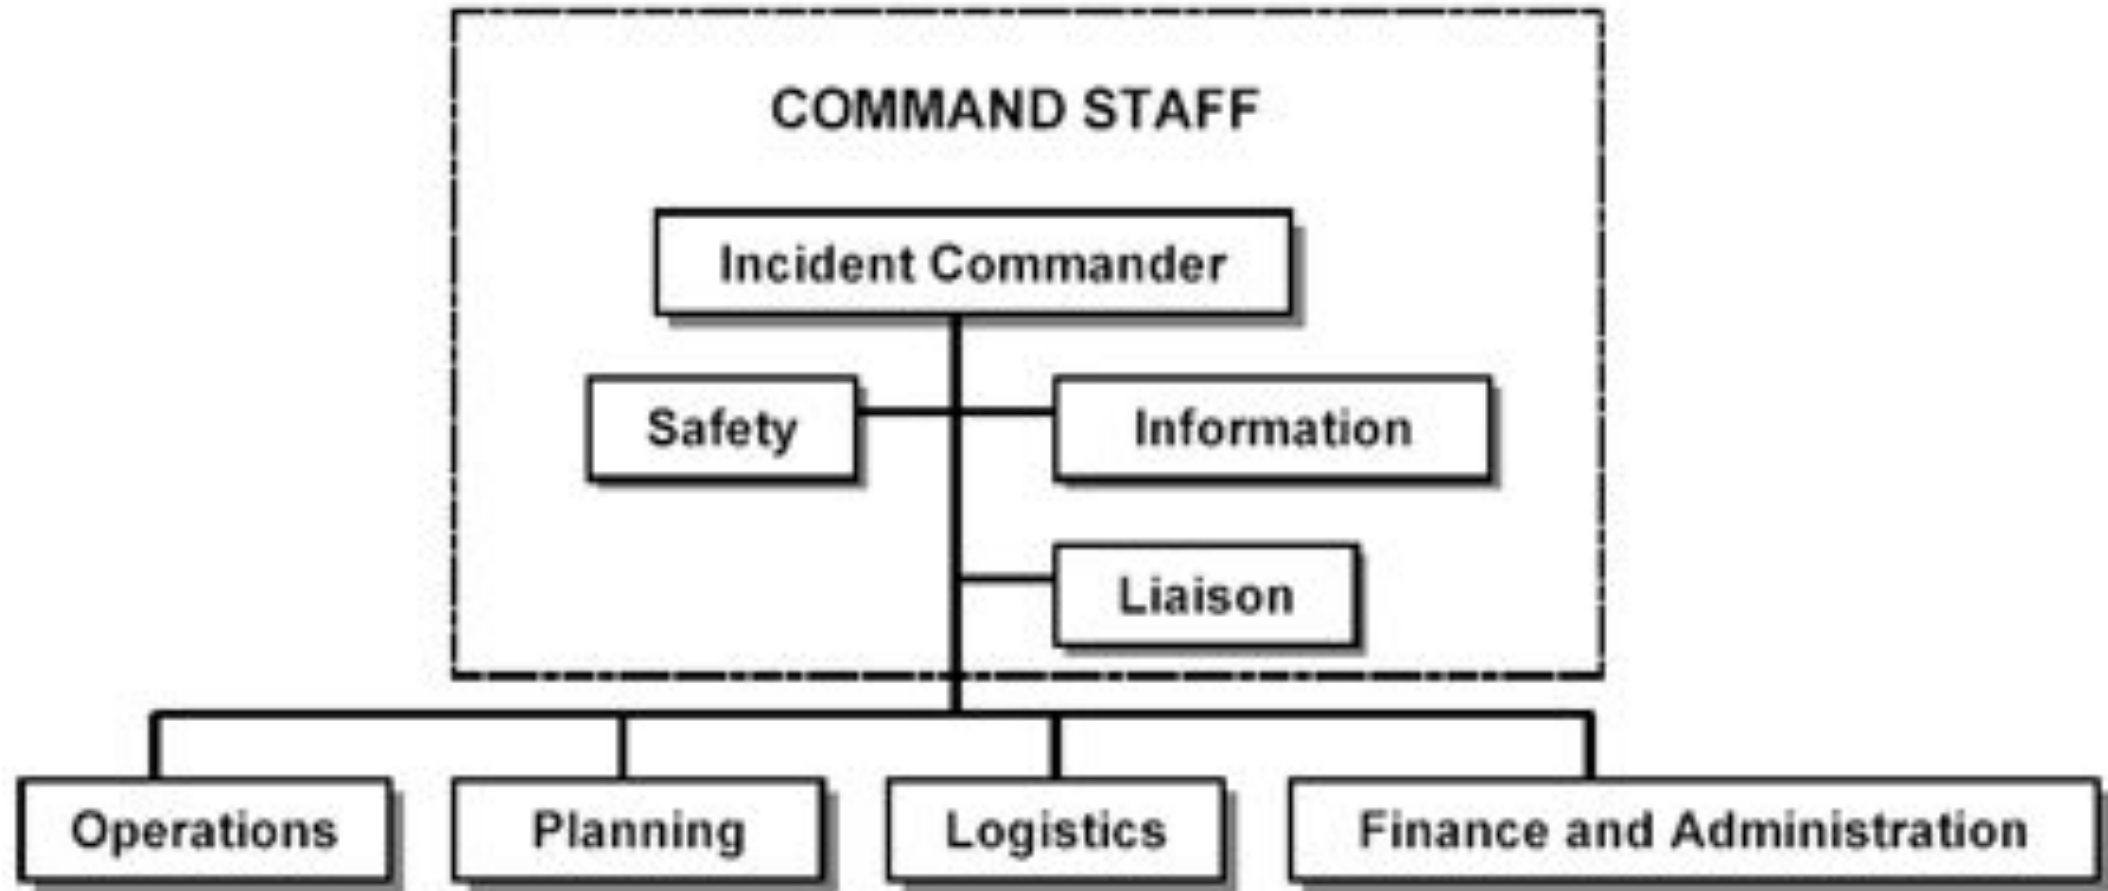 COMMAND STAFF
Incident Commander
Safety
Information
Liaison
Operations
Planning
Logistics
Finance and Administration